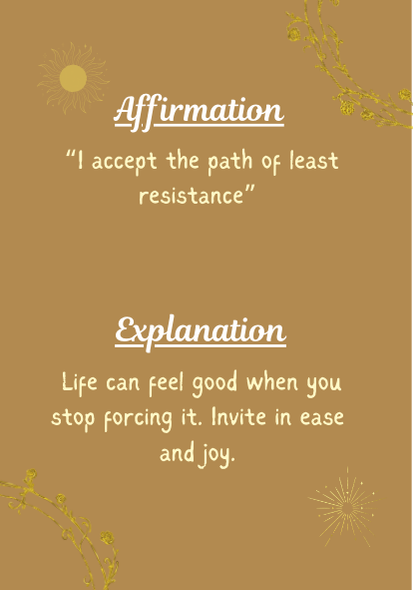 Affirmation
“I accept the path of least
resistance”
Explanation
Life can feel good when you
stop forcing it. Invite in ease
and joy.